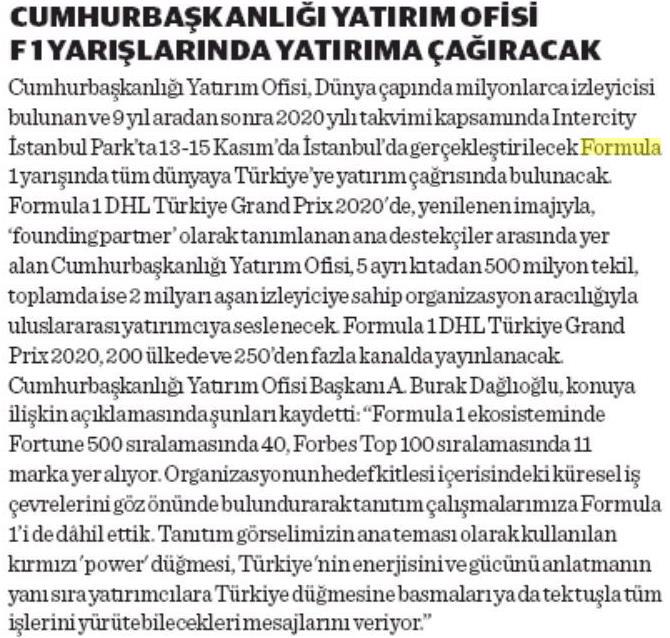 CUMHURBAŞKANLIĞI YATIRIM OFİSİ
F1 YARIŞLARINDA YATIRIMA ÇAĞIRACAK
Cumhurbaşkanlığı Yatırım Ofisi, Dünya çapında milyonlarca izleyicisi
bulunan ve 9 yıl aradan sonra 2020 yılı takvimi kapsamında Intercity
İstanbul Park'ta 13-15 Kasım'da İstanbul'da gerçekleştirilecek Formula
1 yarışında tüm dünyaya Türkiye'ye yatırım çağrısında bulunacak.
Formula 1 DHL Türkiye Grand Prix 2020'de, yenilenen imajıyla,
'founding partner' olarak tanımlanan ana destekçiler arasında yer
alan Cumhurbaşkanlığı Yatırım Ofisi, 5 ayrı kıtadan 500 milyon tekil,
toplamda ise 2 milyarı aşan izleyiciye sahip organizasyon aracılığıyla
uluslararası yatırımcıya seslenecek. Formula 1 DHL Türkiye Grand
Prix 2020, 200 ülkede ve 250'den fazla kanalda yayınlanacak.
Cumhurbaşkanlığı Yatırım Ofisi Başkanı A. Burak Dağlıoğlu, konuya
ilişkin açıklamasında şunları kaydetti: “Formula 1 ekosisteminde
Fortune 500 sıralamasında 40, Forbes Top 100 sıralamasında 11
marka yer alıyor. Organizasyonun hedef kitlesi içerisindeki küresel iş
çevrelerini göz önünde bulundurarak tanıtım çalışmalarımıza Formula
1'i de dâhil ettik. Tanıtım görselimizin ana teması olarak kullanılan
kırmızı 'power' düğmesi, Türkiye'nin enerjisini ve gücünü anlatmanın
yanı sıra yatırımcılara Türkiye düğmesine basmaları ya da tek tuşla tüm
işlerini yürütebilecekleri mesajlarını veriyor.”